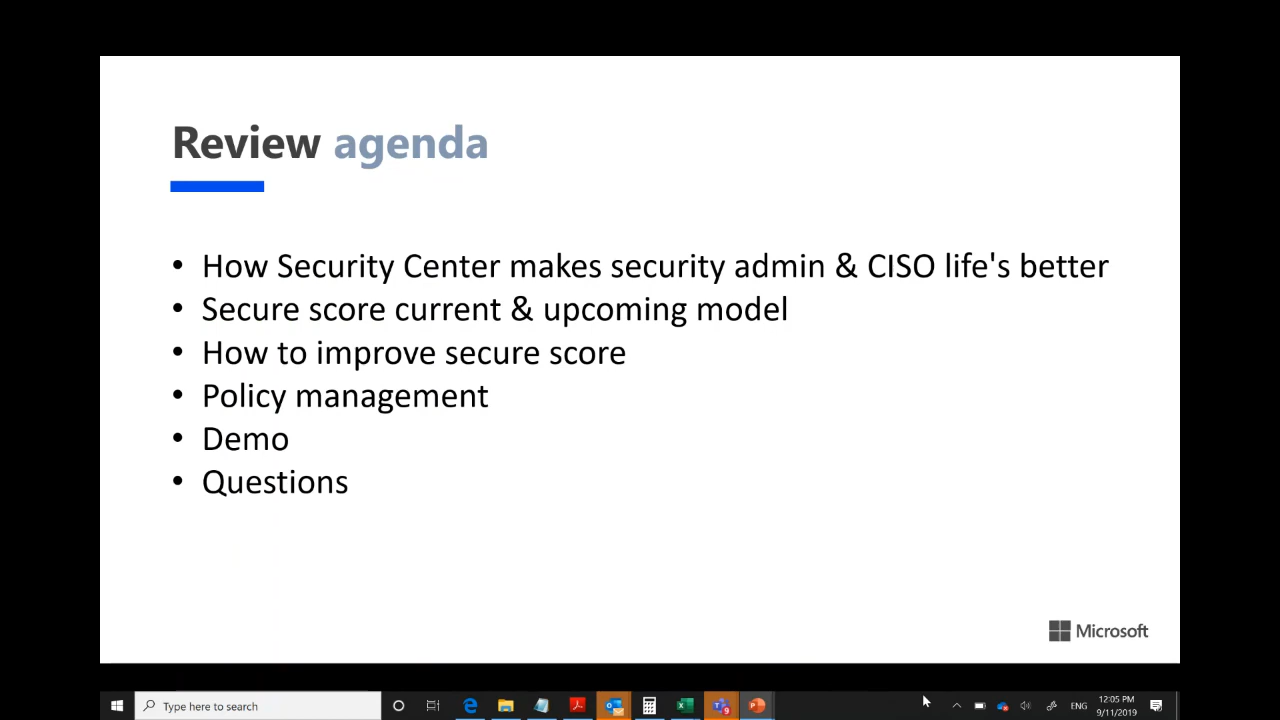 Review agenda
• How Security Center makes security admin & CISO life's better
• Secure score current & upcoming model
• How to improve secure score
• Policy management
• Demo
• Questions
Microsoft
Type here to search
9
ENG
12:05 PM
9/11/2019